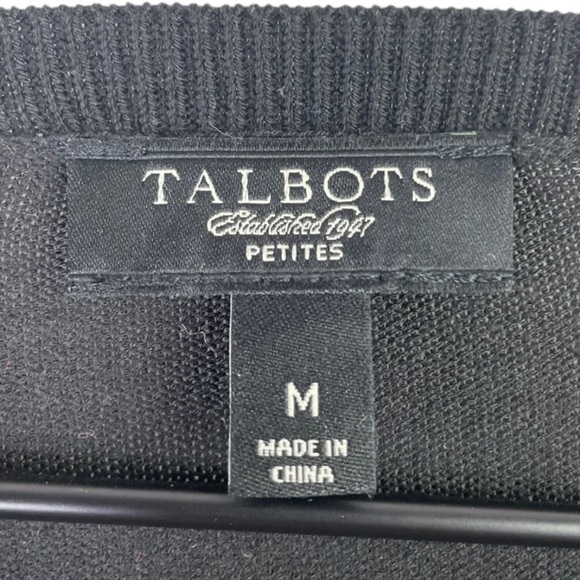 TALBOTS
Established 1947
PETITES
M
MADE IN
CHINA